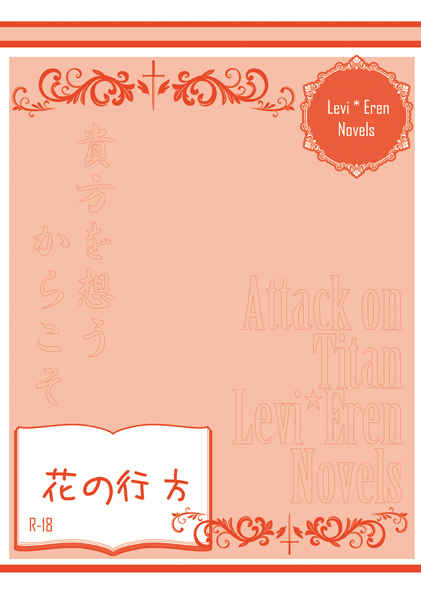 Levi * Eren
Novels
貴方を想う
からこそ
Attack on
Titan
Levi*Eren
Novels
花の行方
R-18